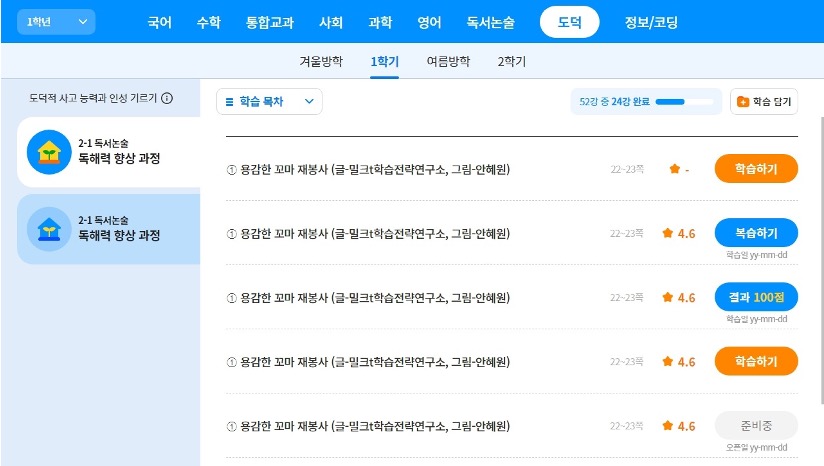 1학년
국어 수학 통합교과 사회 과학 영어 독서논술 도덕 정보/코딩
겨울방학 1학기 여름방학 2학기
도덕적 사고 능력과 인성 기르기
학습 목차
52강 중 24강 완료
학습 담기
2-1 독서논술
독해력 향상 과정
2-1 독서논술
독해력 향상 과정
① 용감한 꼬마 재봉사 (글-밀크t학습전략연구소, 그림-안혜원) 22~23쪽 - 학습하기
① 용감한 꼬마 재봉사 (글-밀크t학습전략연구소, 그림-안혜원) 22~23쪽 4.6 복습하기
학습일 yy-mm-dd
① 용감한 꼬마 재봉사 (글-밀크t학습전략연구소, 그림-안혜원) 22~23쪽 4.6 결과 100점
학습일 yy-mm-dd
① 용감한 꼬마 재봉사 (글-밀크t학습전략연구소, 그림-안혜원) 22~23쪽 4.6 학습하기
① 용감한 꼬마 재봉사 (글-밀크t학습전략연구소, 그림-안혜원) 22~23쪽 4.6 준비중
오픈일 yy-mm-dd